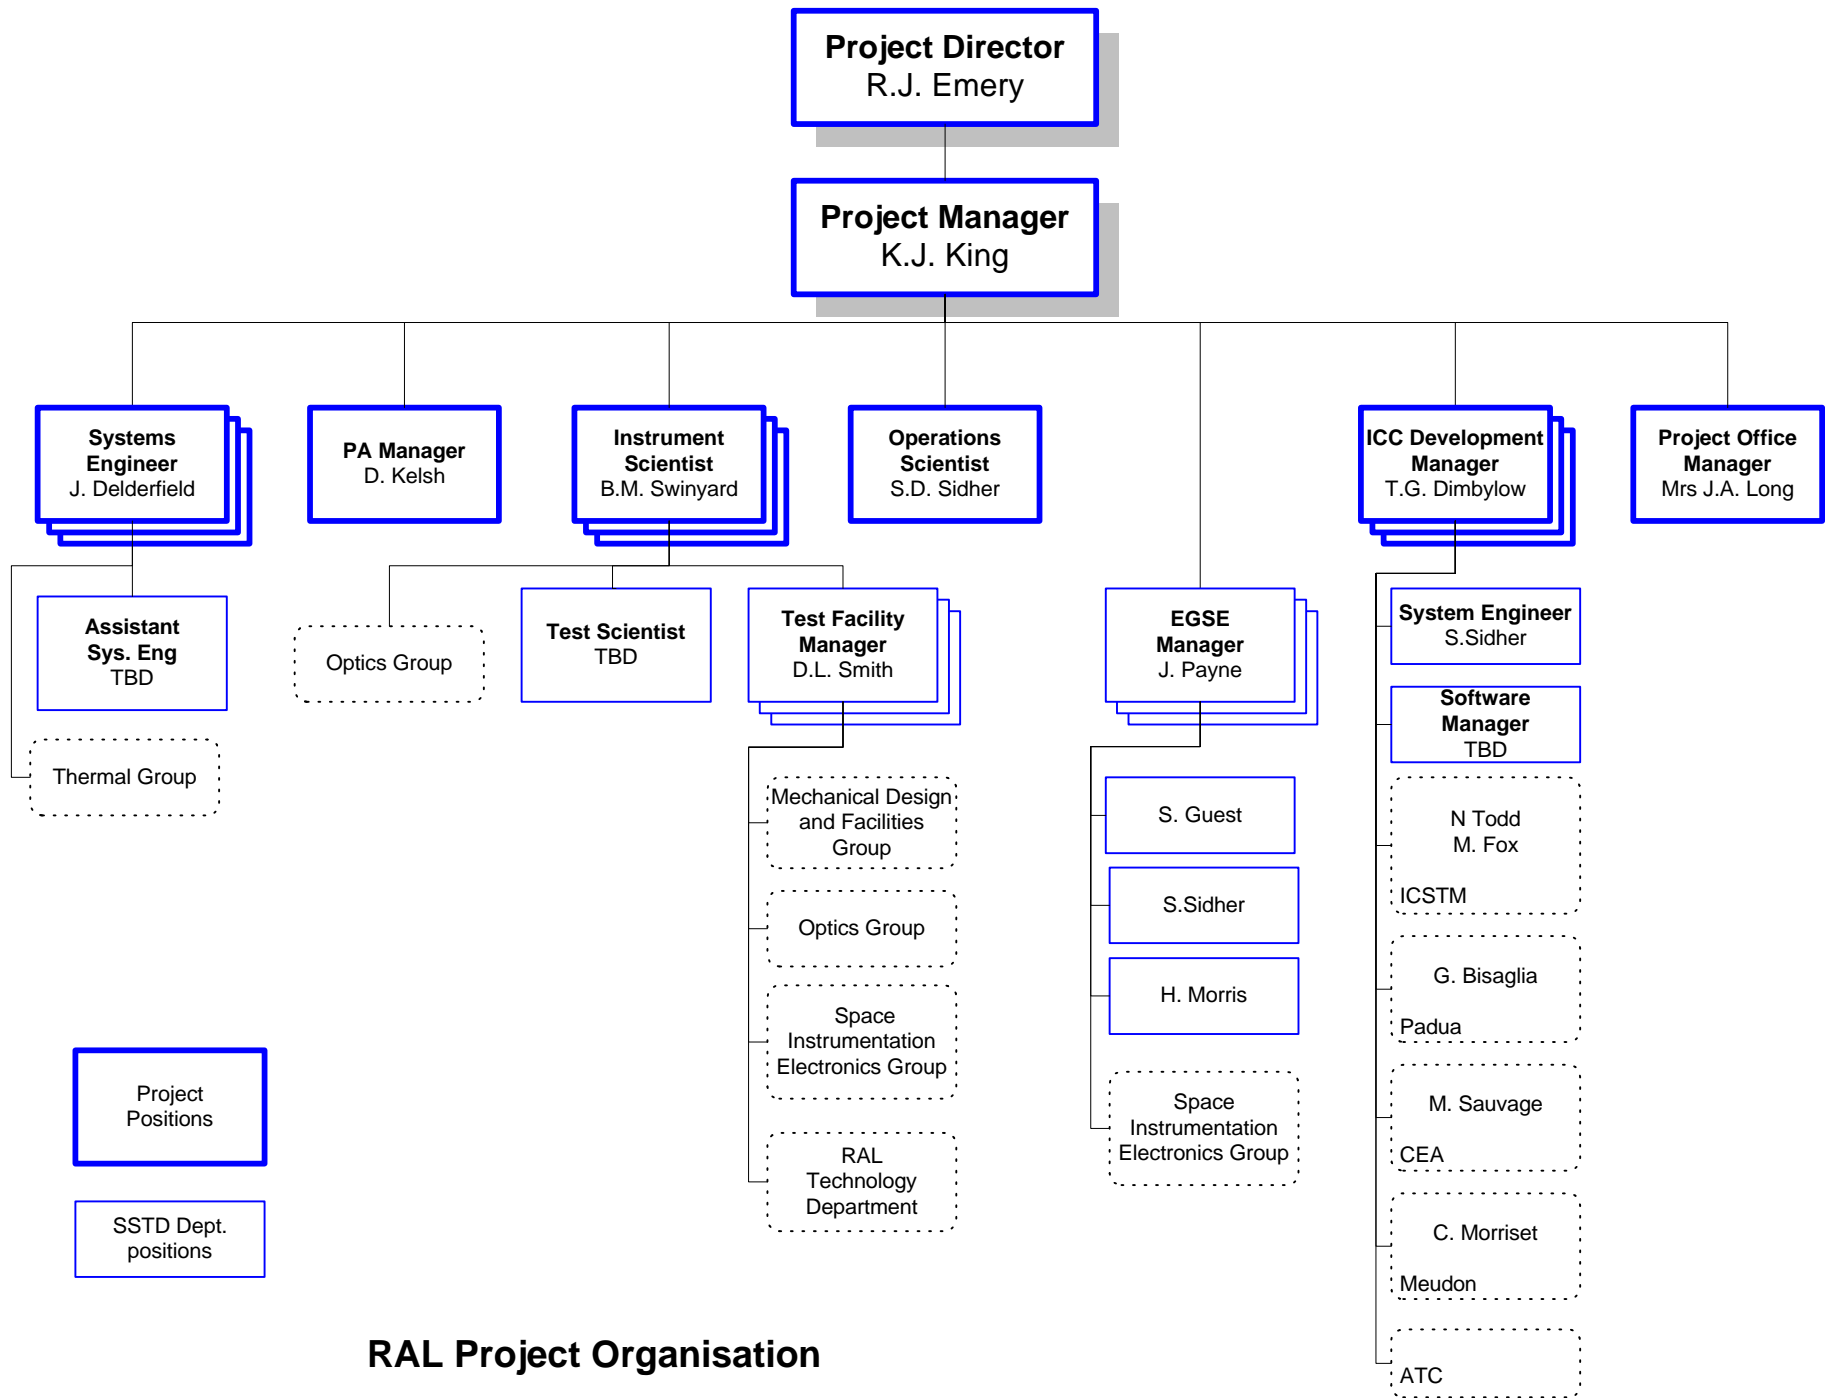 Project Director
R.J. Emery
Project Manager
K.J. King
Systems
Engineer
J. Delderfield
PA Manager
D. Kelsh
Instrument
Scientist
B.M. Swinyard
Operations
Scientist
S.D. Sidher
ICC Development
Manager
T.G. Dimbylow
Project Office
Manager
Mrs J.A. Long
Assistant
Sys. Eng
TBD
Thermal Group
Optics Group
Test Scientist
TBD
Test Facility
Manager
D.L. Smith
Mechanical Design
and Facilities
Group
Optics Group
Space
Instrumentation
Electronics Group
RAL
Technology
Department
EGSE
Manager
J. Payne
S. Guest
S.Sidher
H. Morris
Space
Instrumentation
Electronics Group
System Engineer
S.Sidher
Software
Manager
TBD
N Todd
M. Fox
ICSTM
G. Bisaglia
Padua
M. Sauvage
CEA
C. Morriset
Meudon
ATC
Project
Positions
SSTD Dept.
positions
RAL Project Organisation